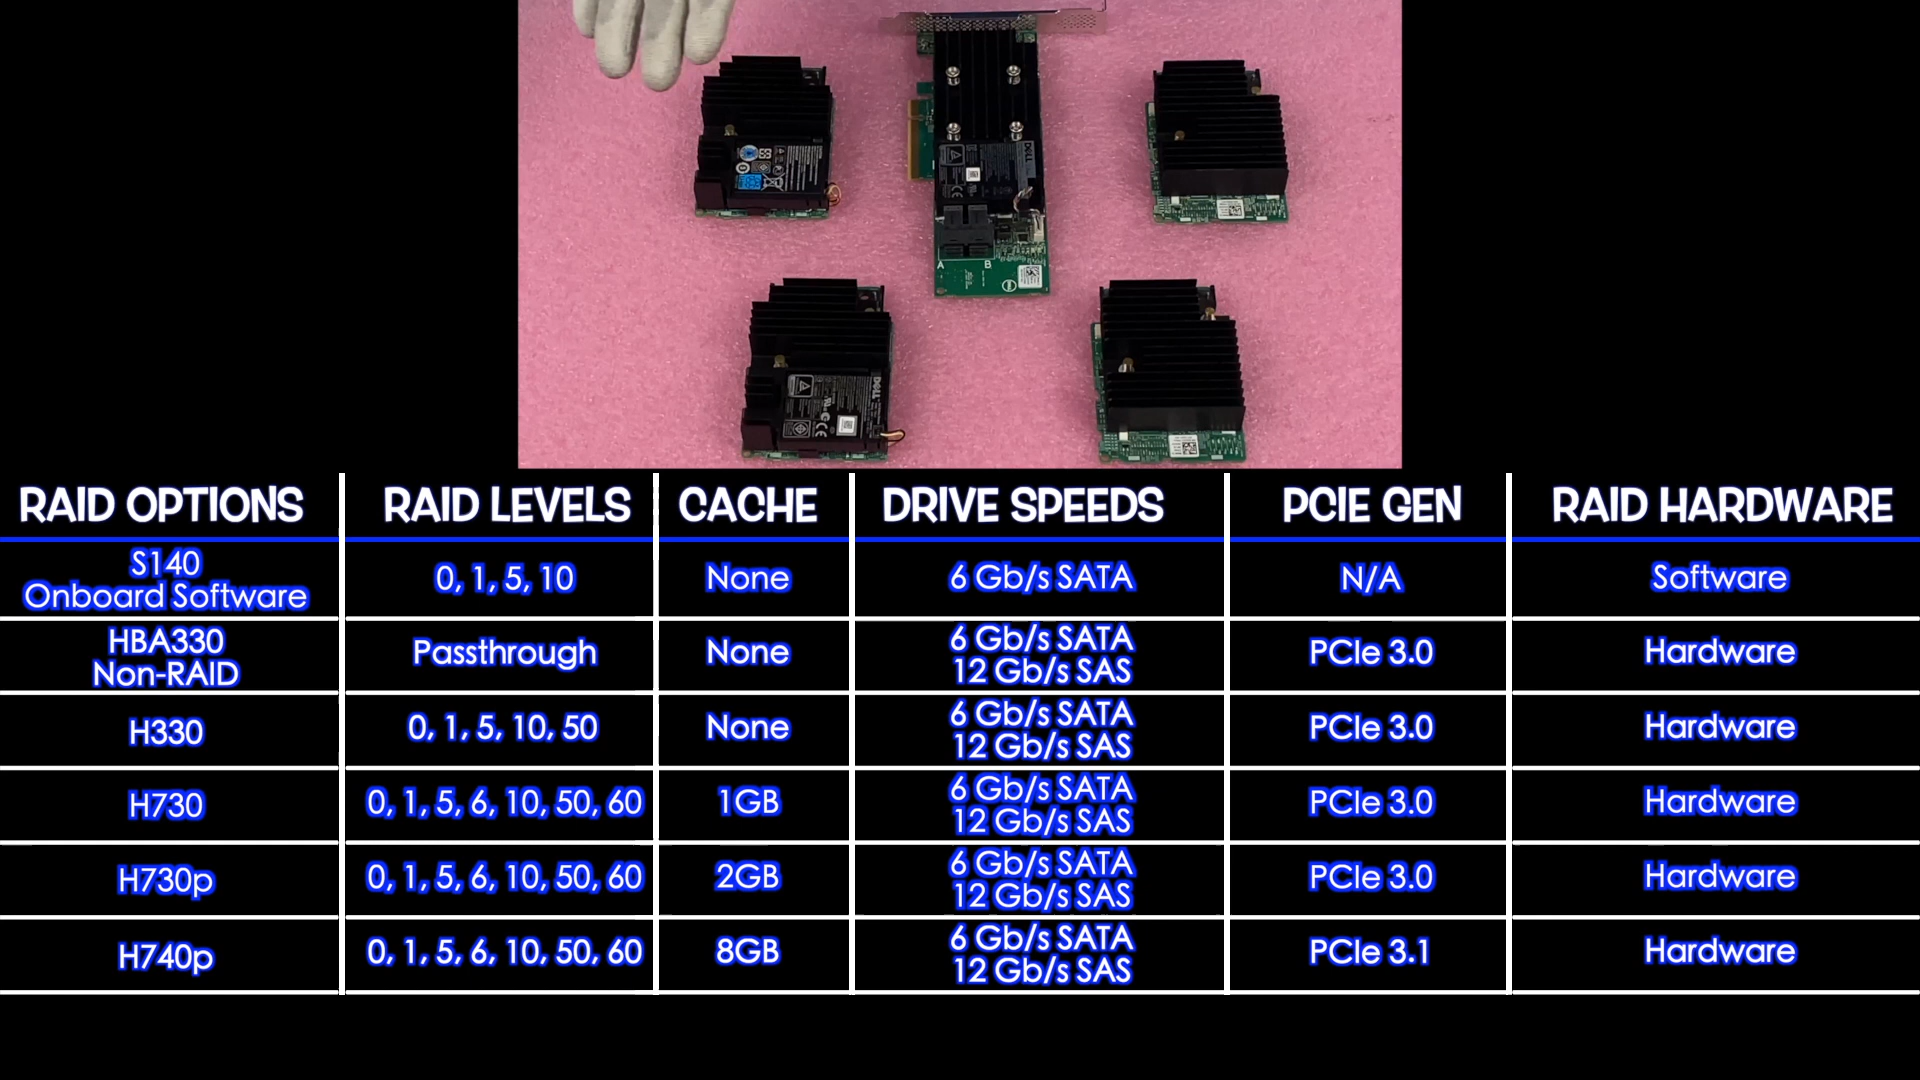 DELL
A
B
DELL
RAID OPTIONS RAID LEVELS CACHE DRIVE SPEEDS PCIE GEN RAID HARDWARE
S140
Onboard Software
0, 1, 5, 10
None
6 Gb/s SATA
N/A
Software
HBA330
Non-RAID
Passthrough
None
6 Gb/s SATA
12 Gb/s SAS
PCIe 3.0
Hardware
H330
0, 1, 5, 10, 50
None
6 Gb/s SATA
12 Gb/s SAS
PCIe 3.0
Hardware
H730
0, 1, 5, 6, 10, 50, 60
1GB
6 Gb/s SATA
12 Gb/s SAS
PCIe 3.0
Hardware
H730p
0, 1, 5, 6, 10, 50, 60
2GB
6 Gb/s SATA
12 Gb/s SAS
PCIe 3.0
Hardware
H740p
0, 1, 5, 6, 10, 50, 60
8GB
6 Gb/s SATA
12 Gb/s SAS
PCIe 3.1
Hardware